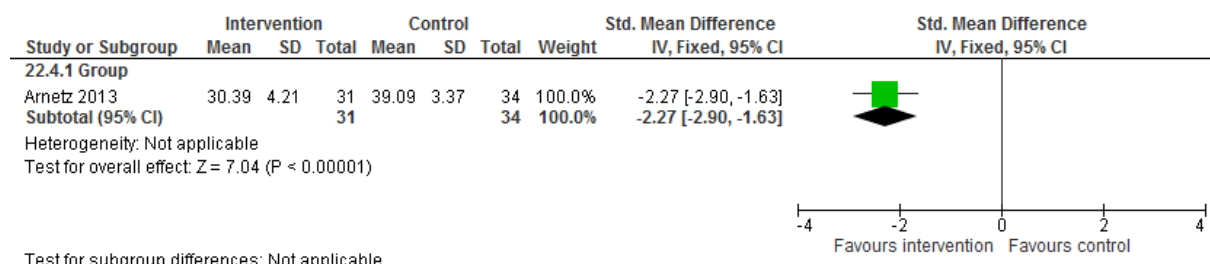 Intervention Control Std. Mean Difference Std. Mean Difference
Study or Subgroup Mean SD Total Mean SD Total Weight IV, Fixed, 95% CI IV, Fixed, 95% CI
22.4.1 Group
Arnetz 2013 30.39 4.21 31 39.09 3.37 34 100.0% -2.27 [-2.90, -1.63]
Subtotal (95% CI) 31 34 100.0% -2.27 [-2.90, -1.63]
Heterogeneity: Not applicable
Test for overall effect: Z = 7.04 (P < 0.00001)
-4 -2 0 2 4
Favours intervention Favours control
Test for subgroup differences: Not applicable